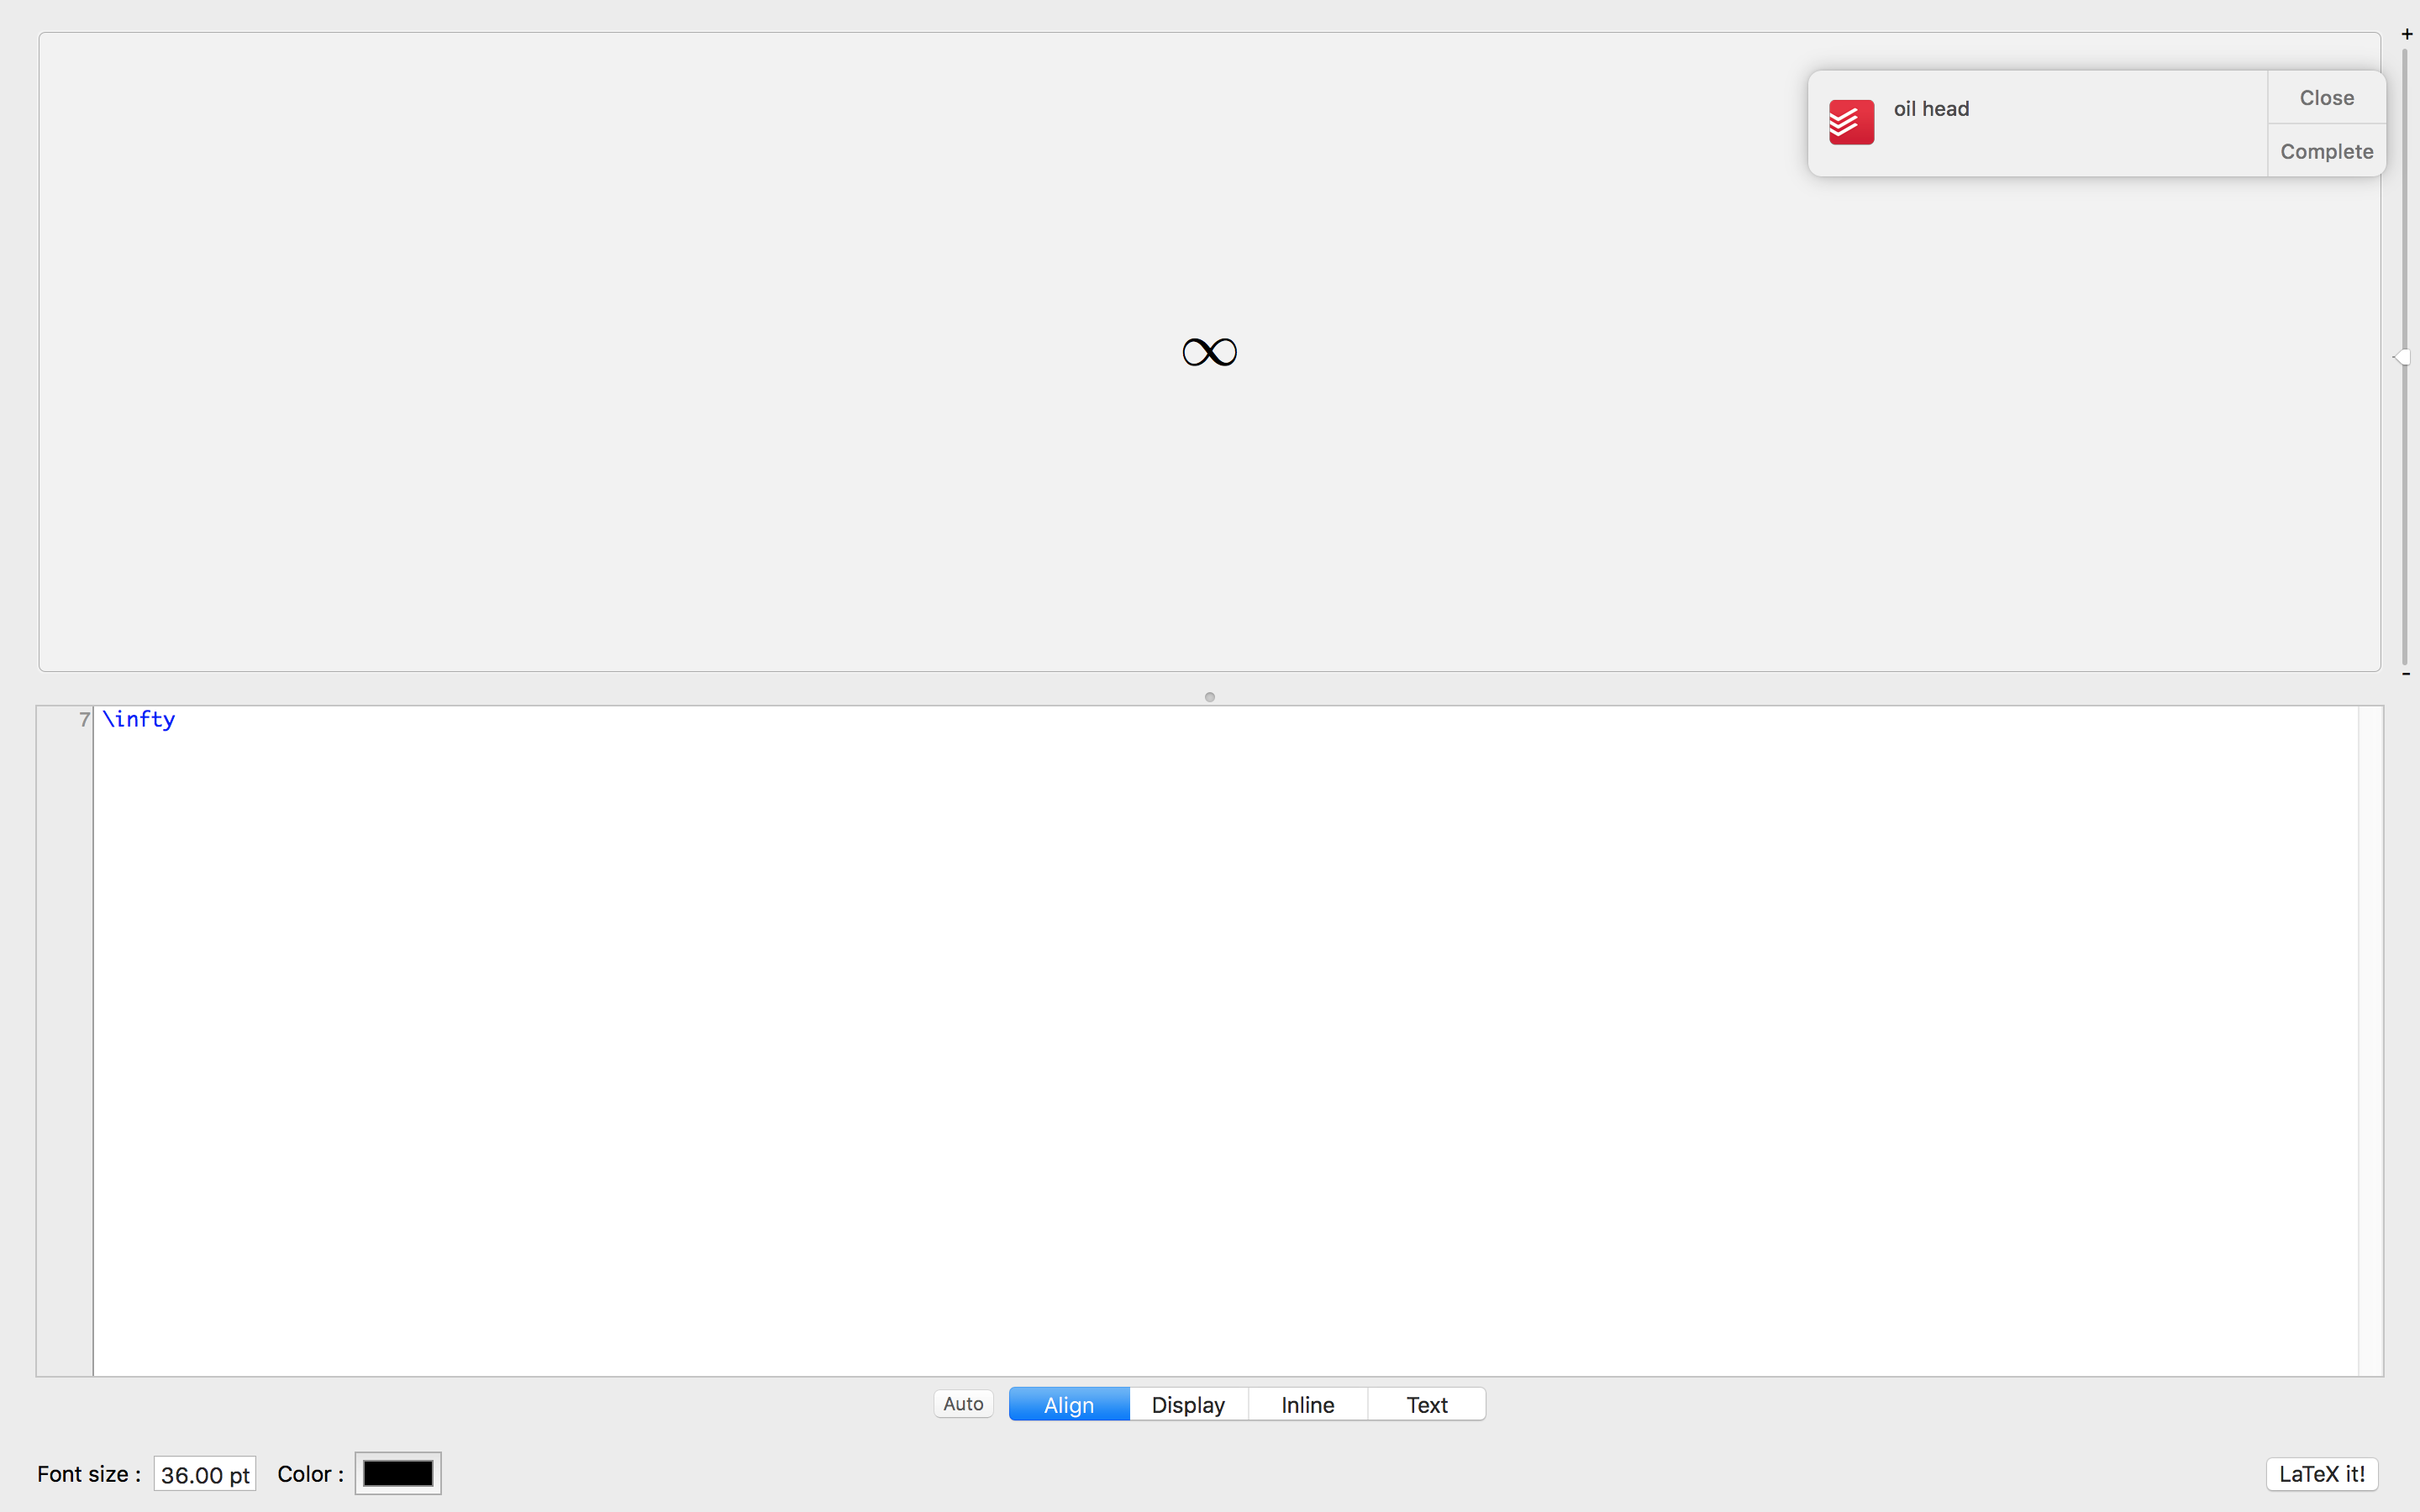 +
oil head
Close
Complete
∞
-
7 \infty
Auto Align Display Inline Text
Font size : 36.00 pt Color : LaTeX it!